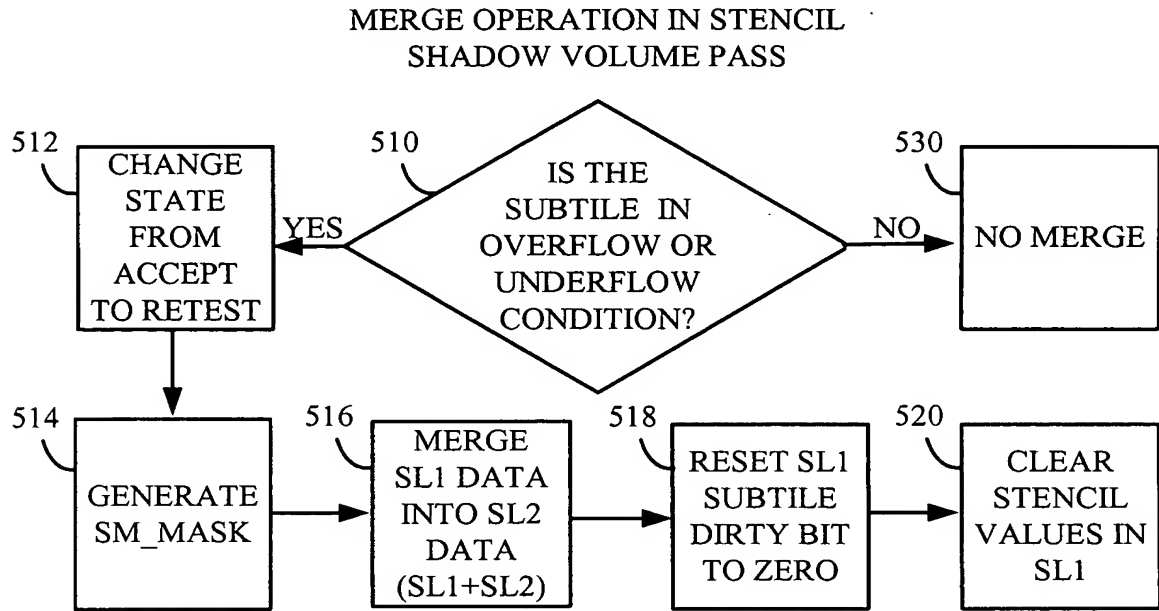 MERGE OPERATION IN STENCIL
SHADOW VOLUME PASS
512
CHANGE
STATE
FROM
ACCEPT
TO RETEST
YES
510
IS THE
SUBTILE IN
OVERFLOW OR
UNDERFLOW
CONDITION?
NO
530
NO MERGE
514
GENERATE
SM_MASK
516
MERGE
SL1 DATA
INTO SL2
DATA
(SL1+SL2)
518
RESET SL1
SUBTILE
DIRTY BIT
TO ZERO
520
CLEAR
STENCIL
VALUES IN
SL1